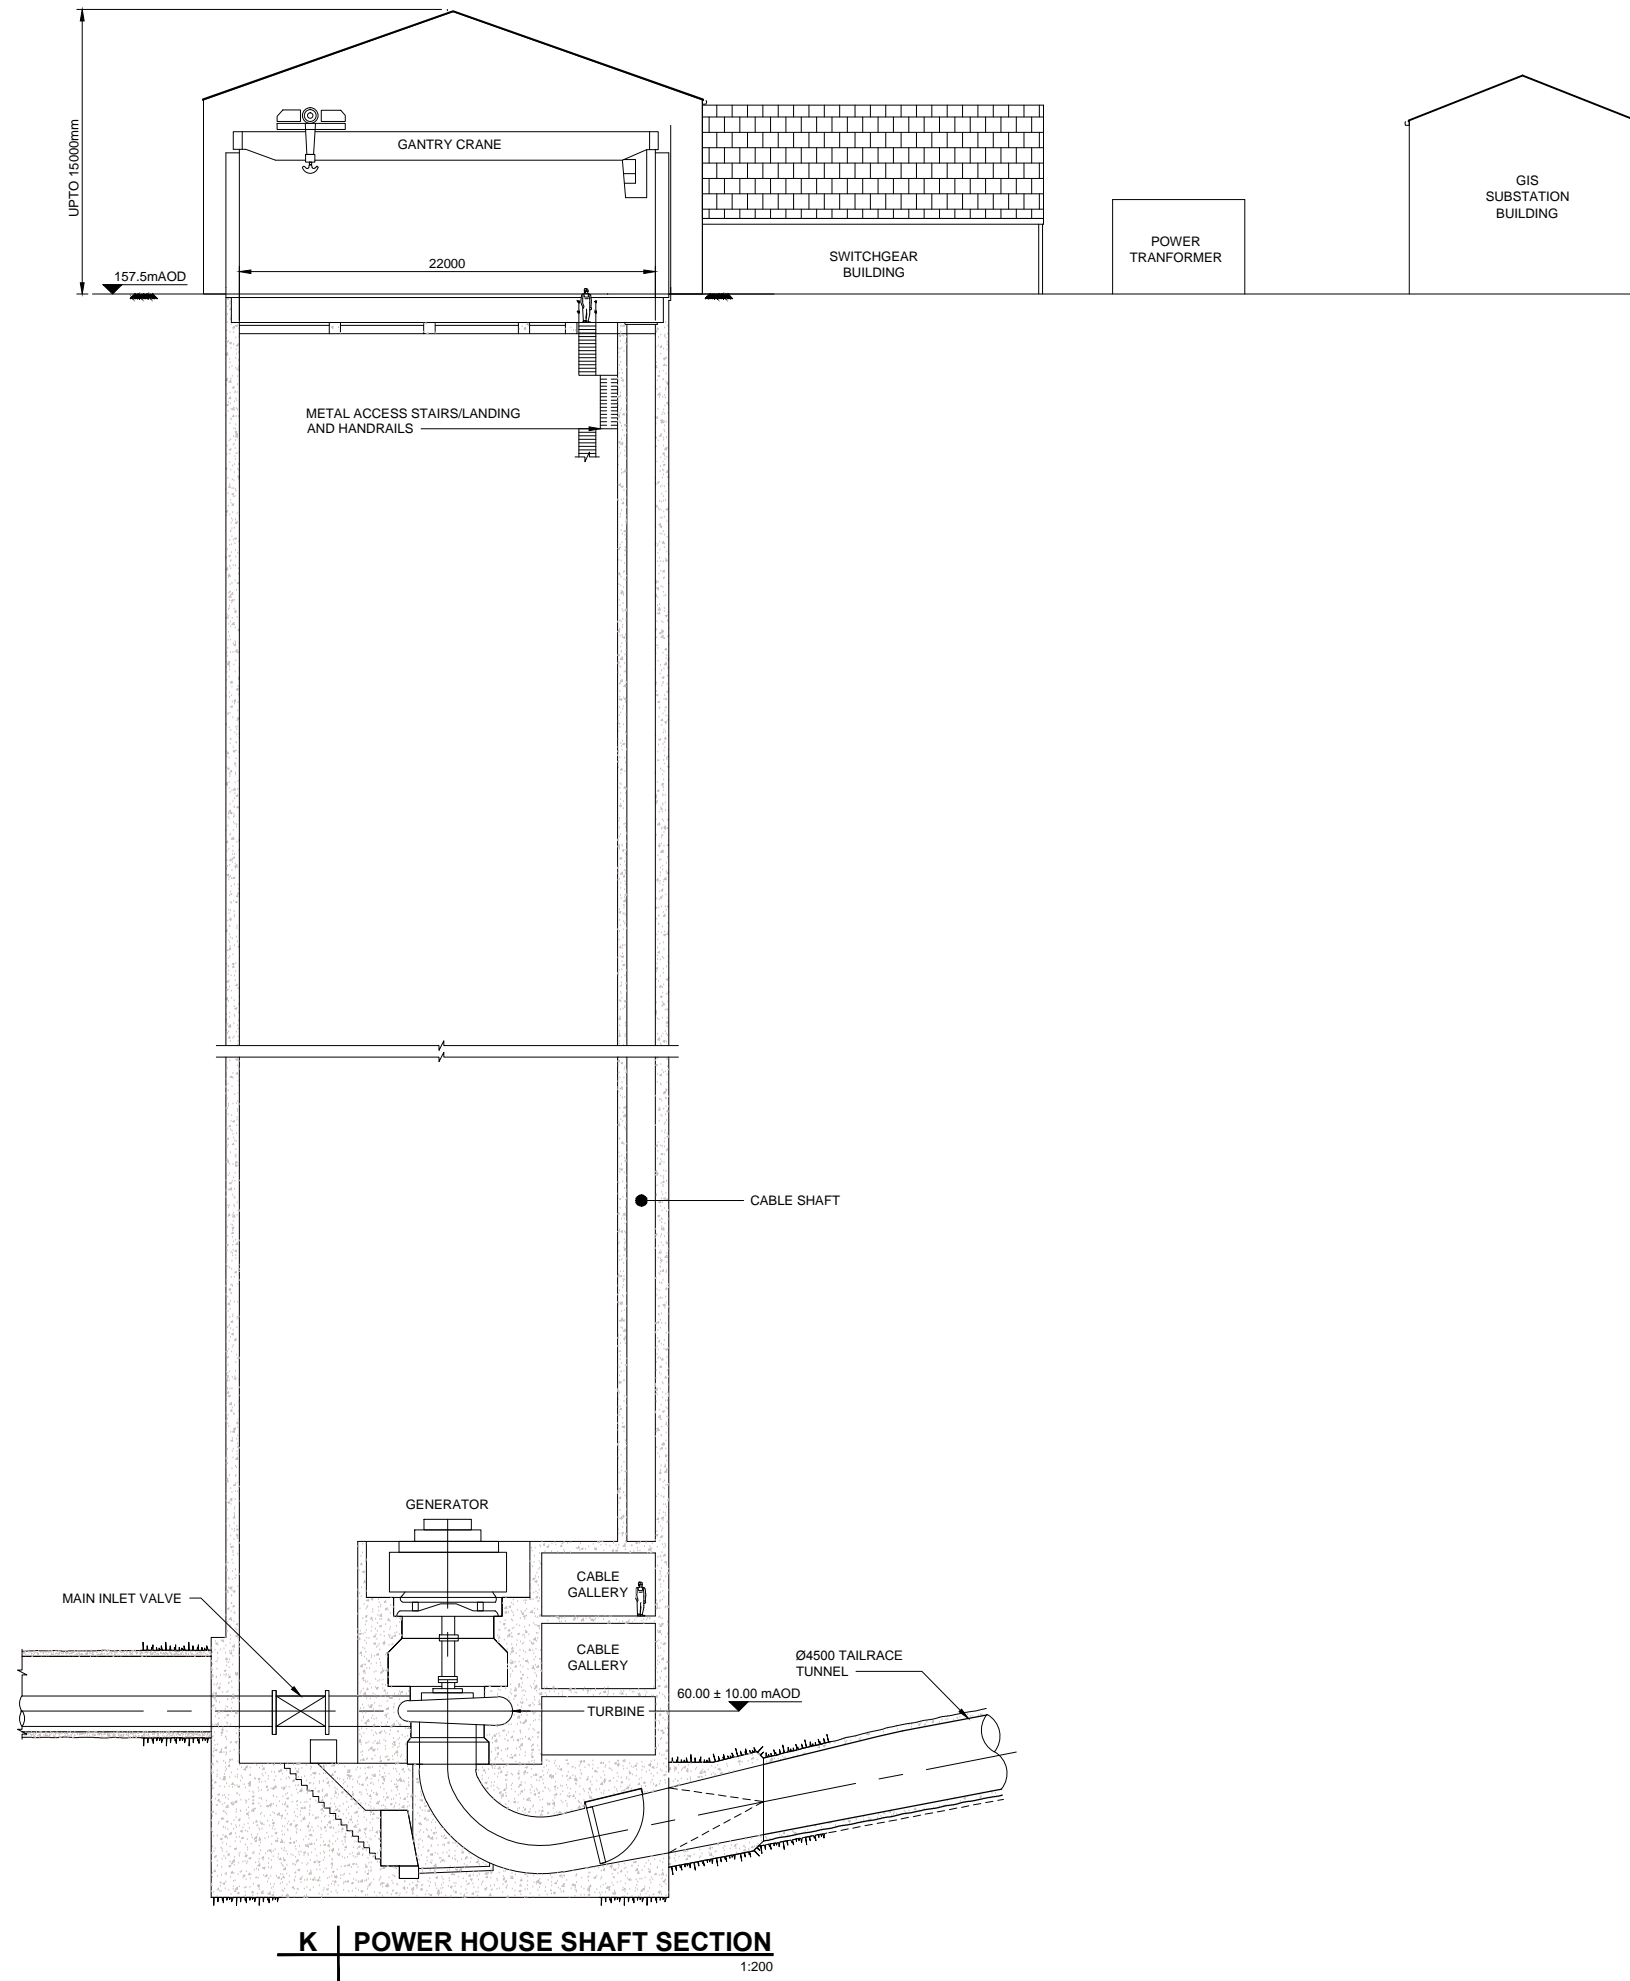 UPTO 15000mm
GANTRY CRANE
22000
157.5mAOD
SWITCHGEAR
BUILDING
POWER
TRANFORMER
GIS
SUBSTATION
BUILDING
METAL ACCESS STAIRS/LANDING
AND HANDRAILS
CABLE SHAFT
GENERATOR
CABLE
GALLERY
MAIN INLET VALVE
CABLE
GALLERY
Ø4500 TAILRACE
TUNNEL
60.00 ± 10.00 mAOD
TURBINE
K POWER HOUSE SHAFT SECTION
1:200